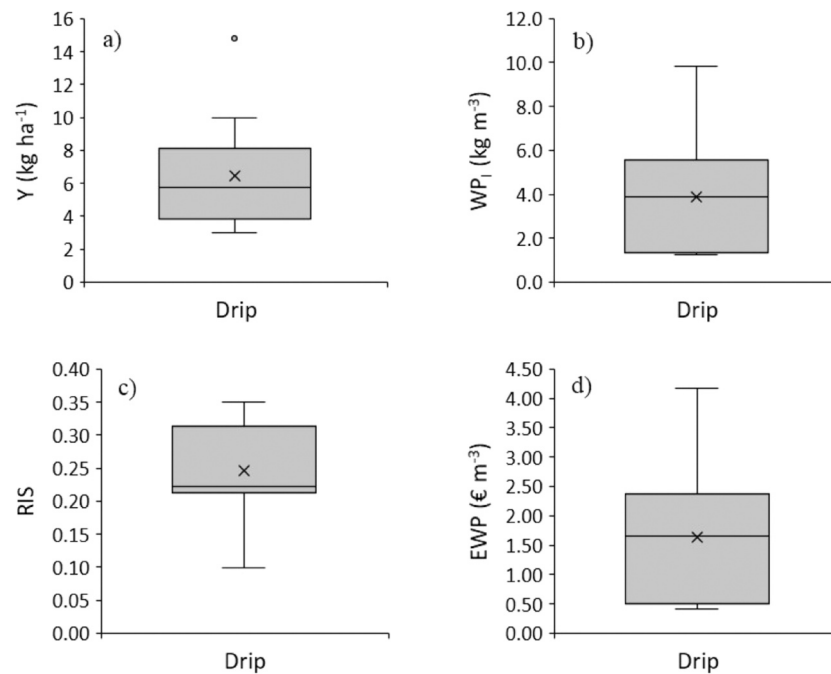 a)
Y (kg ha⁻¹)
16
14
12
10
8
6
4
2
0
Drip
b)
WPI (kg m⁻³)
12.0
10.0
8.0
6.0
4.0
2.0
0.0
Drip
c)
RIS
0.40
0.35
0.30
0.25
0.20
0.15
0.10
0.05
0.00
Drip
d)
EWP (€ m⁻³)
4.50
4.00
3.50
3.00
2.50
2.00
1.50
1.00
0.50
0.00
Drip